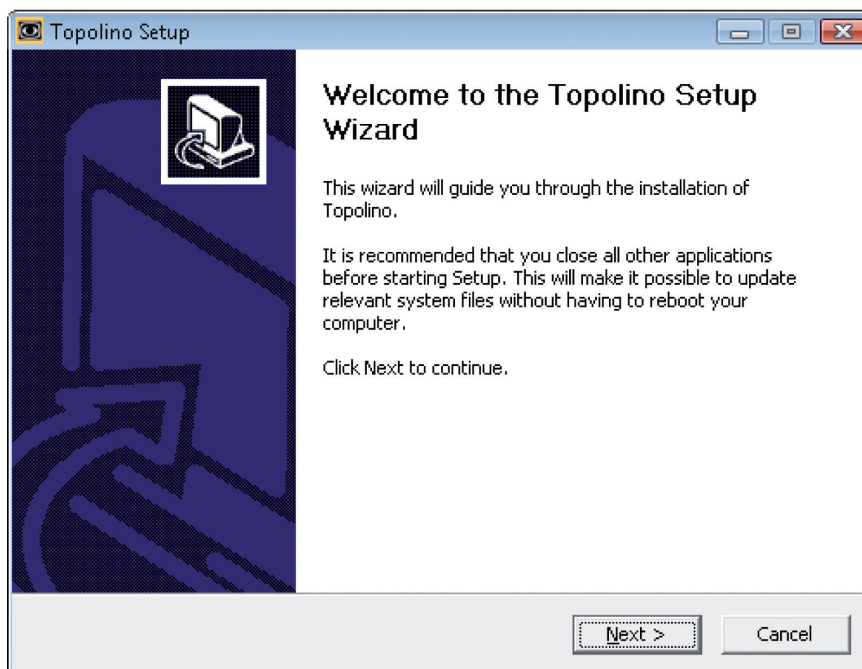 Topolino Setup
Welcome to the Topolino Setup
Wizard
This wizard will guide you through the installation of
Topolino.
It is recommended that you close all other applications
before starting Setup. This will make it possible to update
relevant system files without having to reboot your
computer.
Click Next to continue.
Next >
Cancel